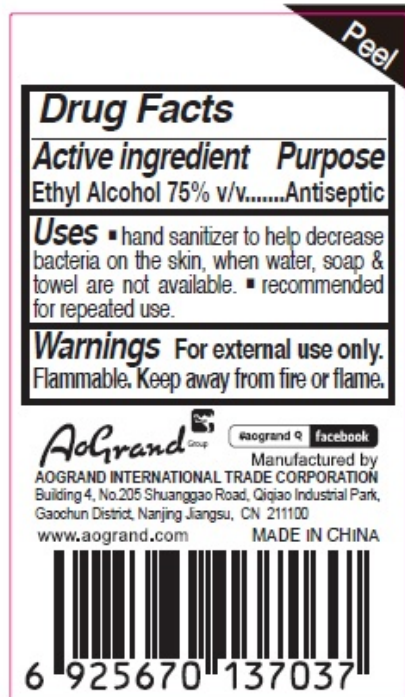 Peel
Drug Facts
Active ingredient Purpose
Ethyl Alcohol 75% v/v.......Antiseptic
Uses ▪ hand sanitizer to help decrease
bacteria on the skin, when water, soap &
towel are not available. ▪ recommended
for repeated use.
Warnings For external use only.
Flammable. Keep away from fire or flame.
AoGrand Group #aogrand facebook
Manufactured by
AOGRAND INTERNATIONAL TRADE CORPORATION
Building 4, No.205 Shuanggao Road, Qiqiao Industrial Park,
Gaochun District, Nanjing Jiangsu, CN 211100
www.aogrand.com MADE IN CHINA
6 925670 137037